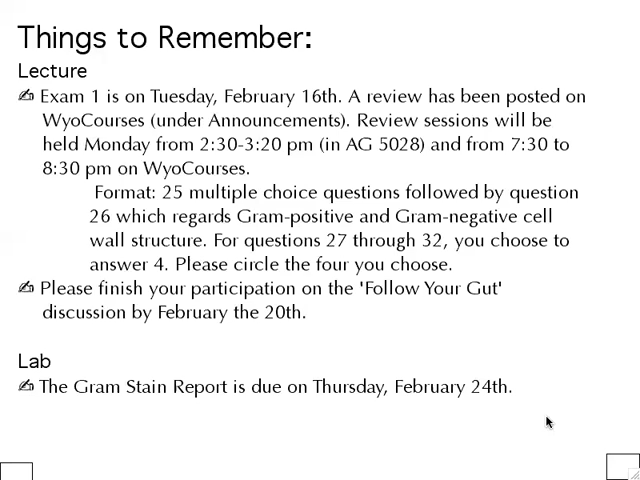 Things to Remember:
Lecture
✍ Exam 1 is on Tuesday, February 16th. A review has been posted on
WyoCourses (under Announcements). Review sessions will be
held Monday from 2:30-3:20 pm (in AG 5028) and from 7:30 to
8:30 pm on WyoCourses.
Format: 25 multiple choice questions followed by question
26 which regards Gram-positive and Gram-negative cell
wall structure. For questions 27 through 32, you choose to
answer 4. Please circle the four you choose.
✍ Please finish your participation on the 'Follow Your Gut'
discussion by February the 20th.
Lab
✍ The Gram Stain Report is due on Thursday, February 24th.